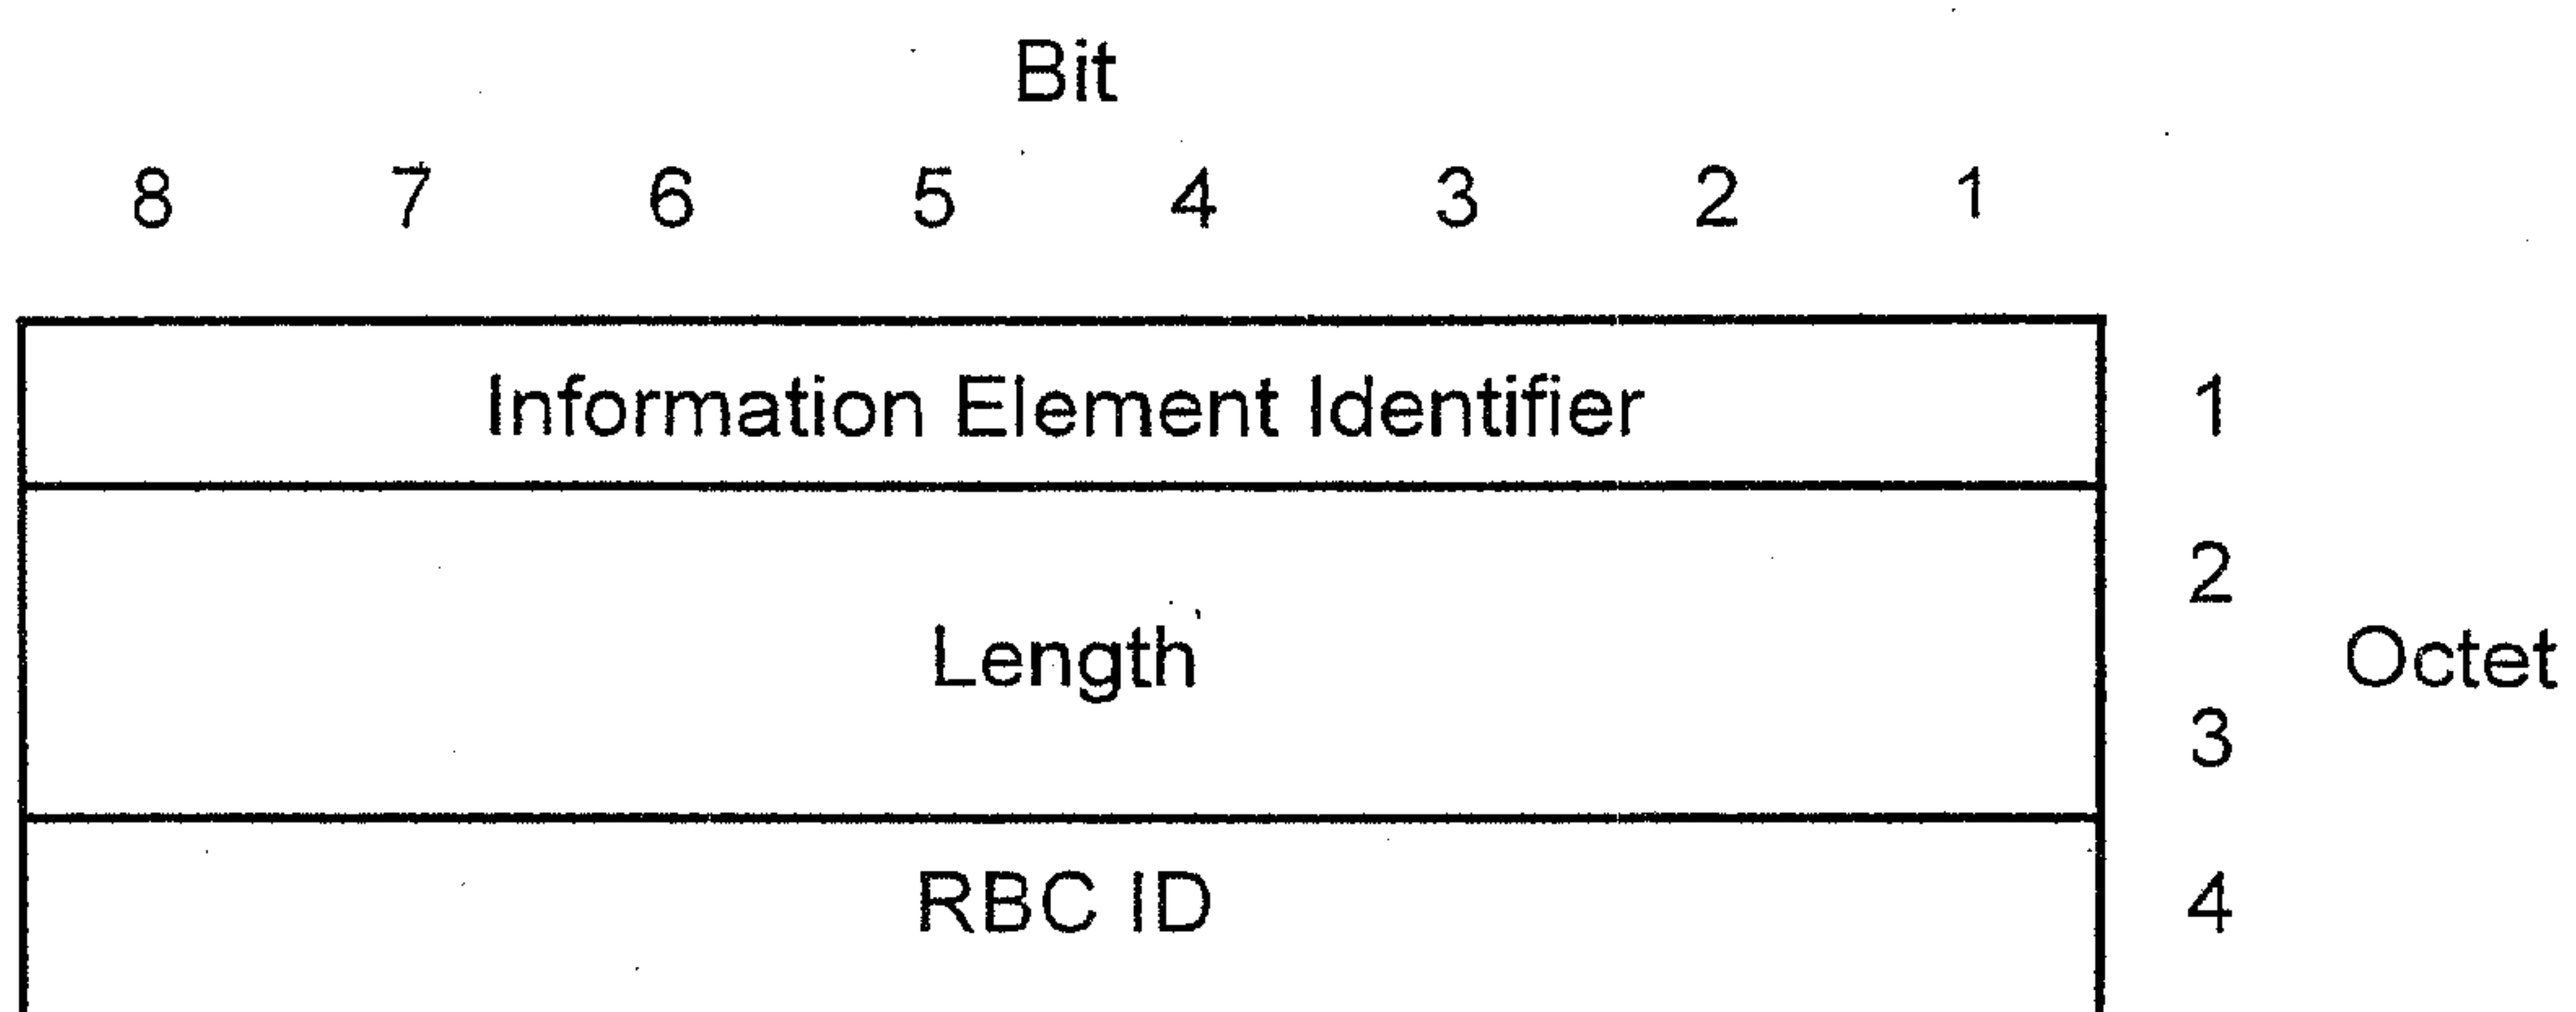 Bit
8 7 6 5 4 3 2 1
Information Element Identifier 1
2
Length Octet
3
RBC ID 4